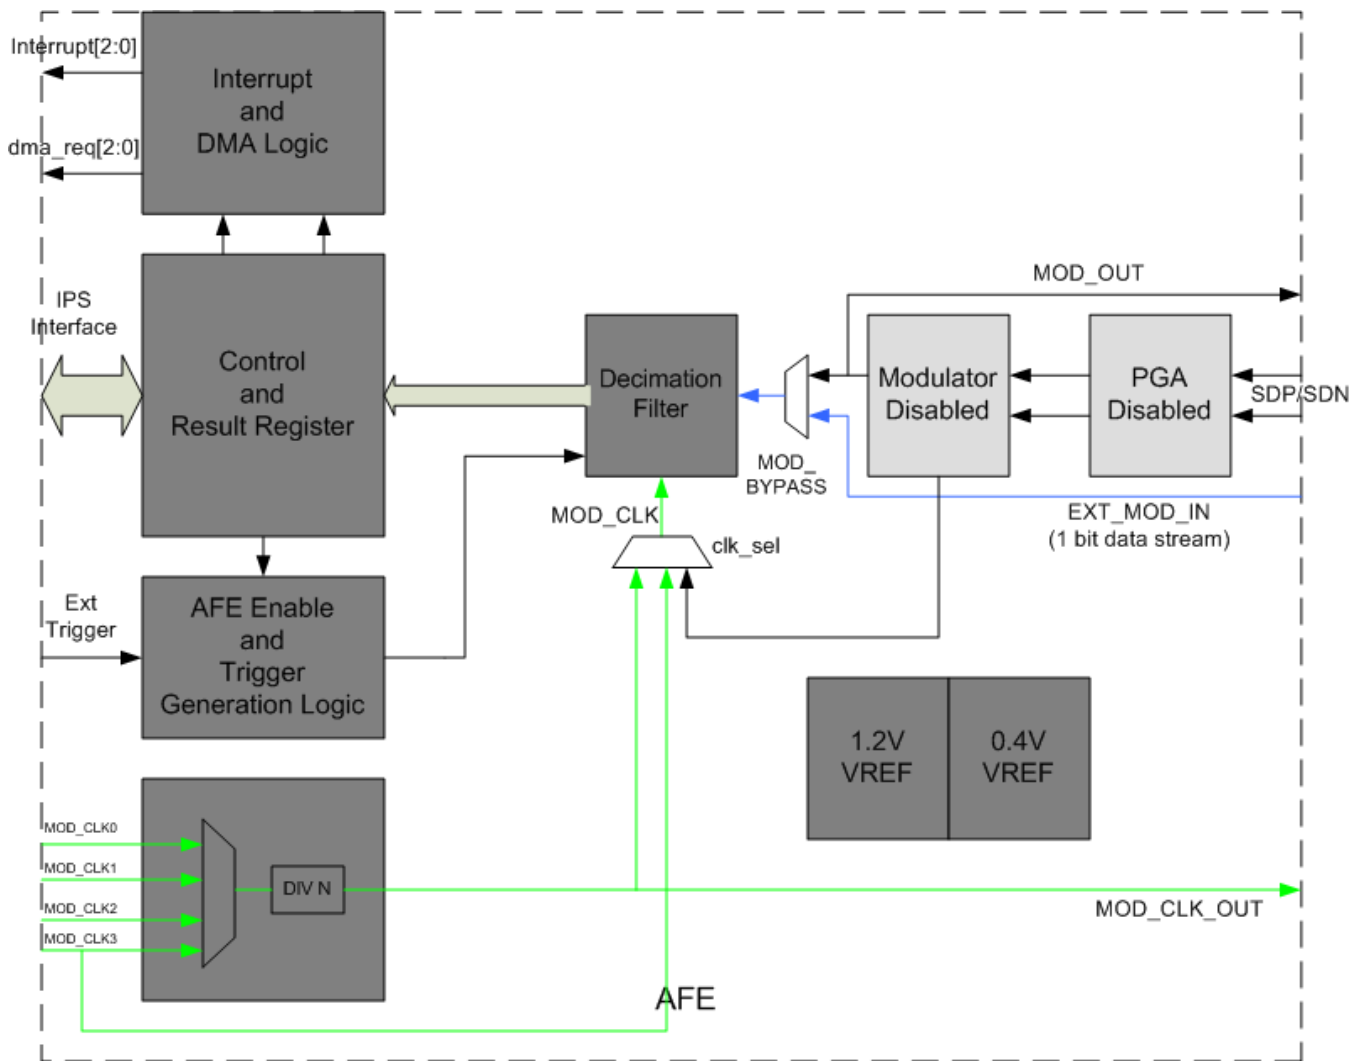 Interrupt[2:0]
dma_req[2:0]
Interrupt
and
DMA Logic
IPS
Interface
Control
and
Result Register
Decimation
Filter
MOD_OUT
Modulator
Disabled
PGA
Disabled
SDP/SDN
MOD_
BYPASS
EXT_MOD_IN
(1 bit data stream)
MOD_CLK
clk_sel
Ext
Trigger
AFE Enable
and
Trigger
Generation Logic
1.2V
VREF
0.4V
VREF
MOD_CLK0
MOD_CLK1
MOD_CLK2
MOD_CLK3
DIV N
MOD_CLK_OUT
AFE